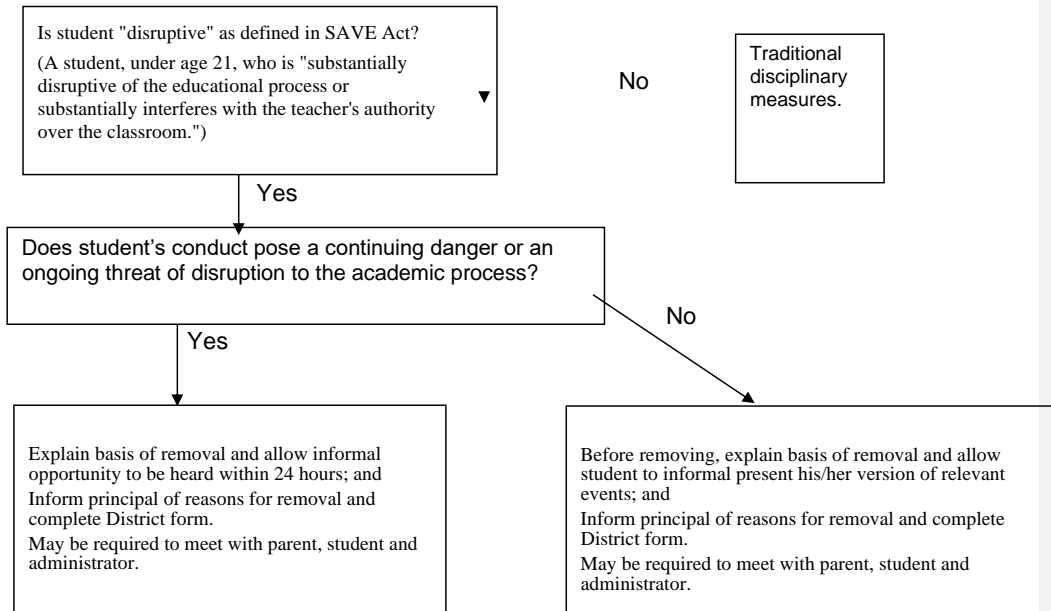 Is student "disruptive" as defined in SAVE Act?
(A student, under age 21, who is "substantially
disruptive of the educational process or
substantially interferes with the teacher's authority
over the classroom.")
No
Traditional
disciplinary
measures.
Yes
Does student’s conduct pose a continuing danger or an
ongoing threat of disruption to the academic process?
Yes
No
Explain basis of removal and allow informal
opportunity to be heard within 24 hours; and
Inform principal of reasons for removal and
complete District form.
May be required to meet with parent, student and
administrator.
Before removing, explain basis of removal and allow
student to informal present his/her version of relevant
events; and
Inform principal of reasons for removal and complete
District form.
May be required to meet with parent, student and
administrator.